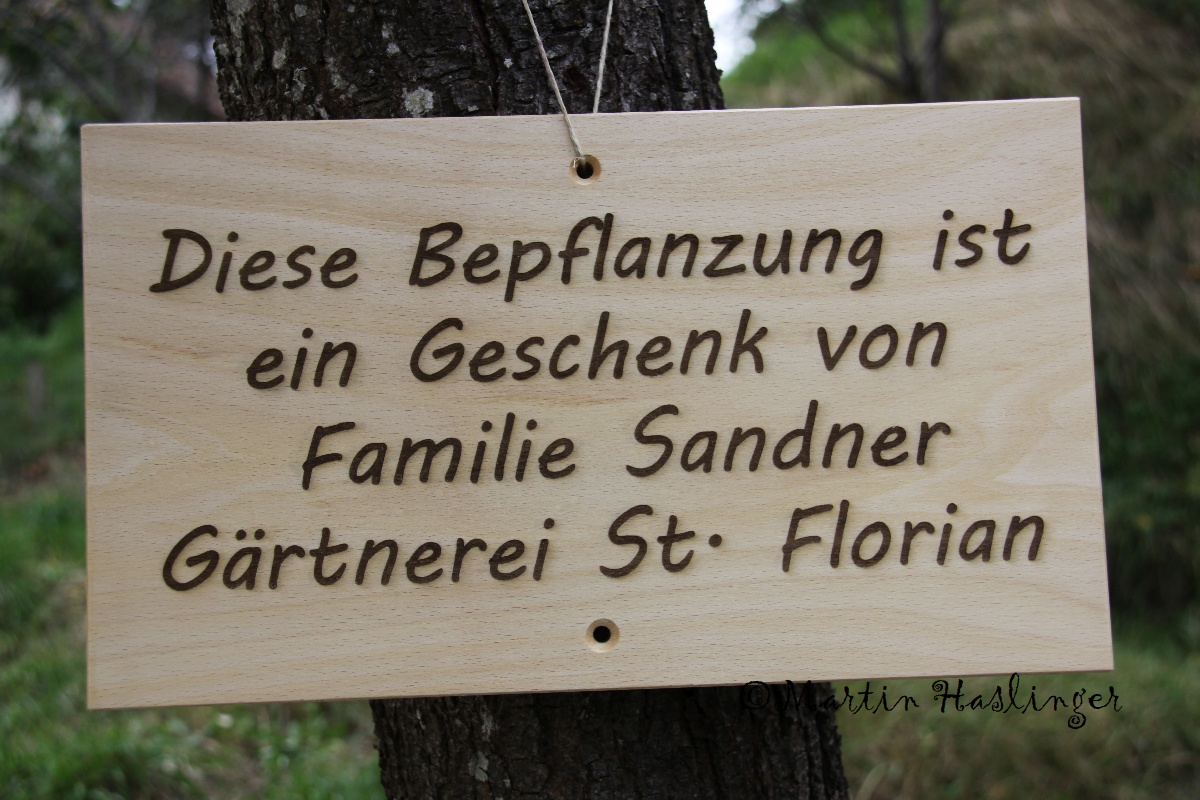 Diese Bepflanzung ist
ein Geschenk von
Familie Sandner
Gärtnerei St. Florian
©Martin Haslinger